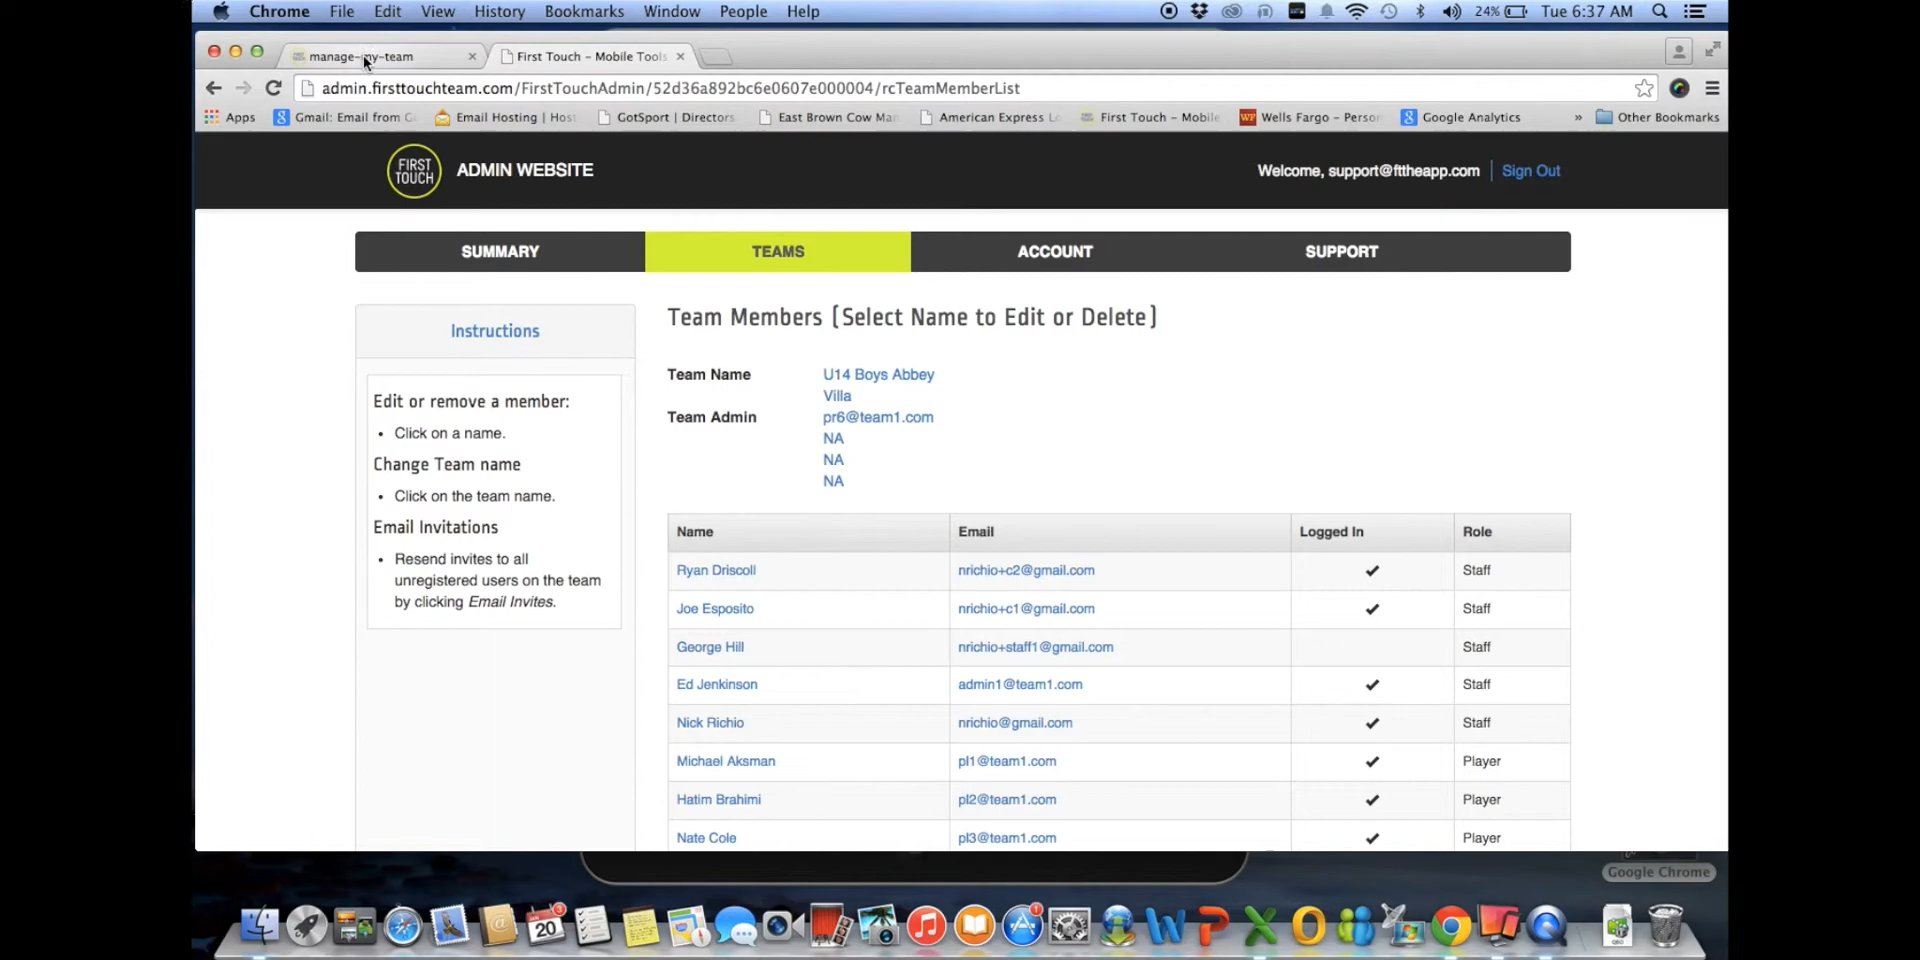 Chrome File Edit View History Bookmarks Window People Help 24% Tue 6:37 AM
manage-my-team First Touch – Mobile Tools
admin.firsttouchteam.com/FirstTouchAdmin/52d36a892bc6e0607e000004/rcTeamMemberList
Apps Gmail: Email from G Email Hosting | Host GotSport | Directors East Brown Cow Man American Express Lo First Touch – Mobile Wells Fargo – Perso Google Analytics » Other Bookmarks
FIRST TOUCH ADMIN WEBSITE Welcome, support@fttheapp.com Sign Out
SUMMARY TEAMS ACCOUNT SUPPORT
Instructions
Edit or remove a member:
• Click on a name.
Change Team name
• Click on the team name.
Email Invitations
• Resend invites to all
unregistered users on the team
by clicking Email Invites.
Team Members (Select Name to Edit or Delete)
Team Name U14 Boys Abbey
Villa
Team Admin pr6@team1.com
NA
NA
NA
Name Email Logged In Role
Ryan Driscoll nrichio+c2@gmail.com ✔ Staff
Joe Esposito nrichio+c1@gmail.com ✔ Staff
George Hill nrichio+staff1@gmail.com Staff
Ed Jenkinson admin1@team1.com ✔ Staff
Nick Richio nrichio@gmail.com ✔ Staff
Michael Aksman pl1@team1.com ✔ Player
Hatim Brahimi pl2@team1.com ✔ Player
Nate Cole pl3@team1.com ✔ Player
Google Chrome
20